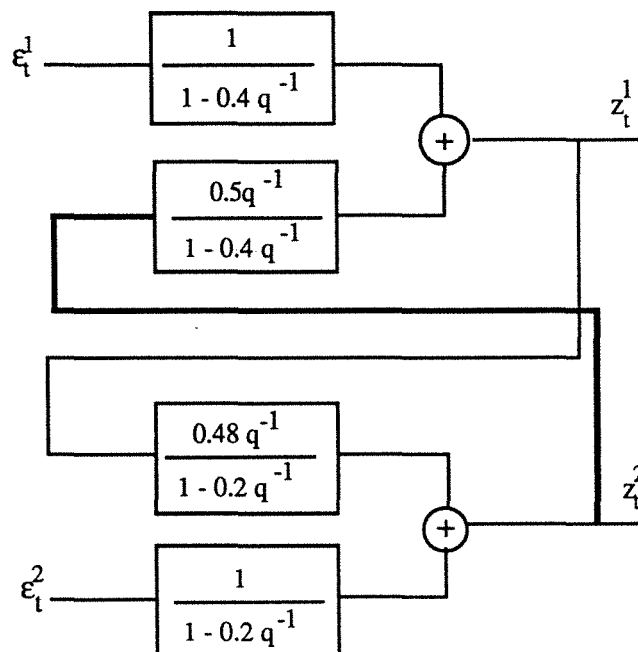 ε_t^1
1
1 - 0.4 q^-1
+
z_t^1
0.5q^-1
1 - 0.4 q^-1
0.48 q^-1
1 - 0.2 q^-1
+
z_t^2
ε_t^2
1
1 - 0.2 q^-1